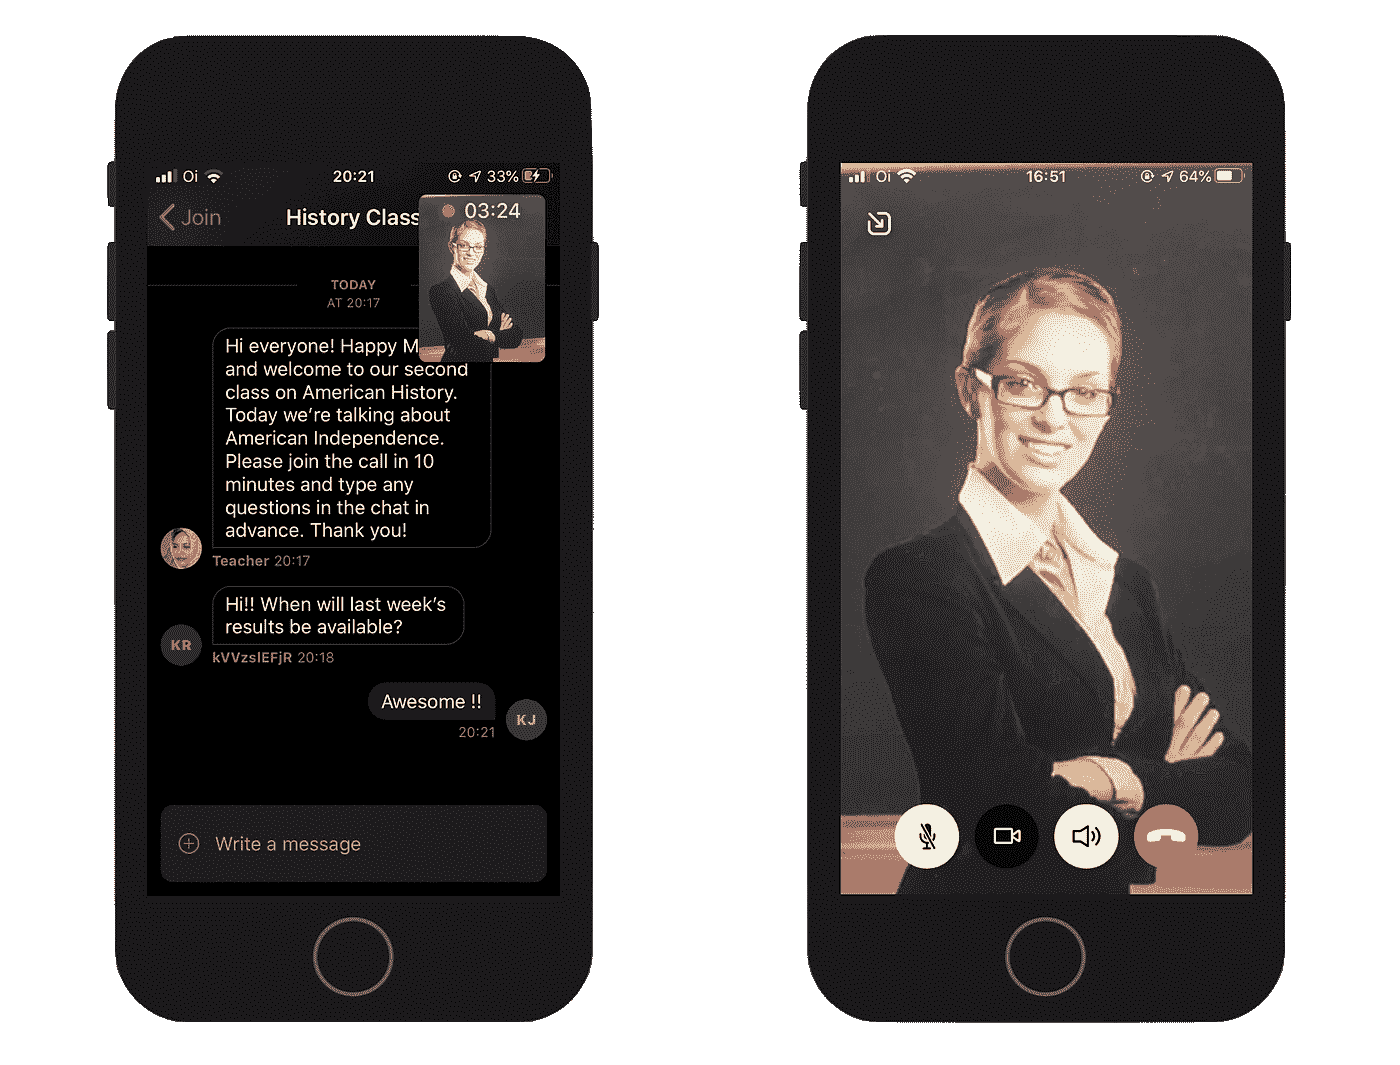 Oi 20:21 33%
Join History Class
03:24
TODAY
AT 20:17
Hi everyone! Happy M
and welcome to our second
class on American History.
Today we’re talking about
American Independence.
Please join the call in 10
minutes and type any
questions in the chat in
advance. Thank you!
Teacher 20:17
Hi!! When will last week’s
results be available?
KR
kVVzslEFjR 20:18
Awesome !!
KJ
20:21
Write a message
Oi 16:51 64%